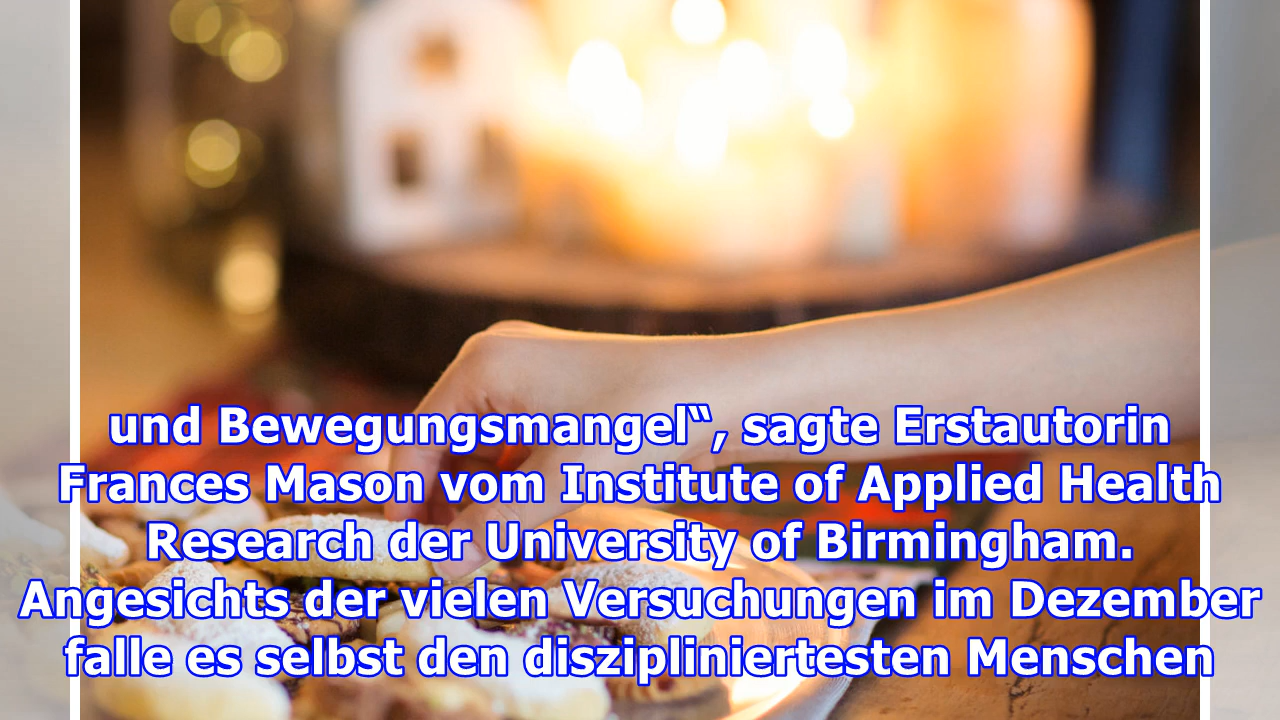 und Bewegungsmangel“, sagte Erstautorin
Frances Mason vom Institute of Applied Health
Research der University of Birmingham.
Angesichts der vielen Versuchungen im Dezember
falle es selbst den diszipliniertesten Menschen